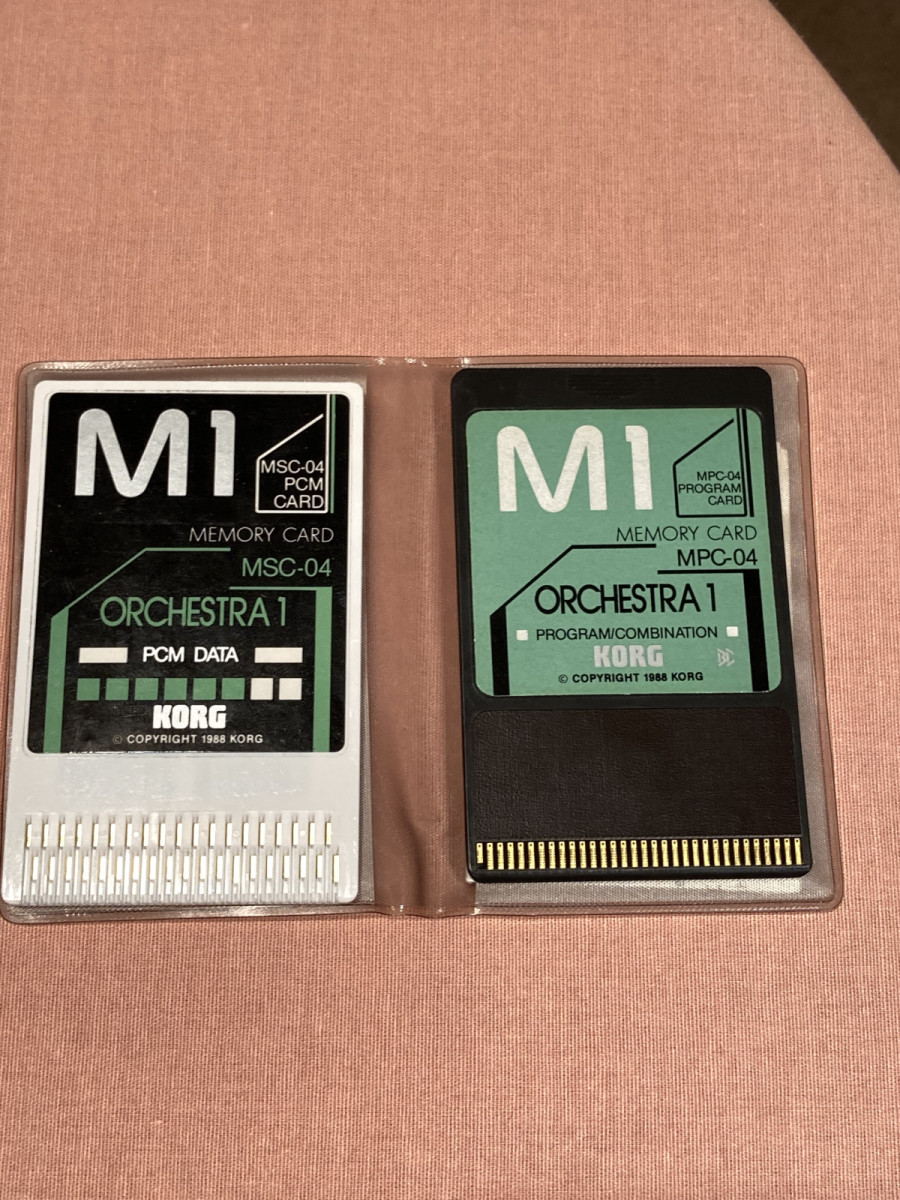 M1
MSC-04
PCM
CARD
MEMORY CARD
MSC-04
ORCHESTRA 1
PCM DATA
KORG
© COPYRIGHT 1988 KORG
M1
MPC-04
PROGRAM
CARD
MEMORY CARD
MPC-04
ORCHESTRA 1
PROGRAM/COMBINATION
KORG
© COPYRIGHT 1988 KORG